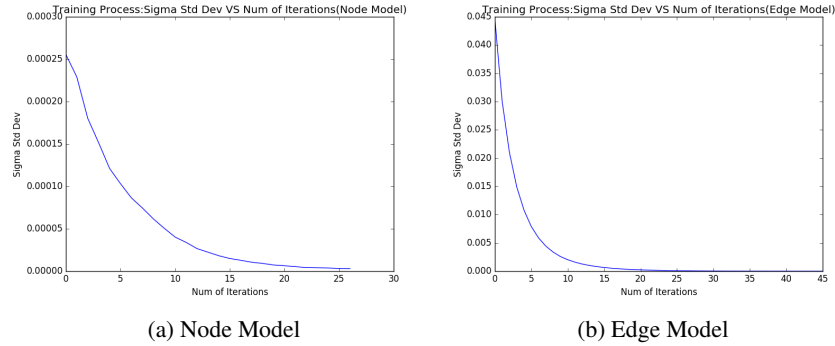 Training Process:Sigma Std Dev VS Num of Iterations(Node Model)
0.00030
0.00025
0.00020
0.00015
0.00010
0.00005
0.00000
Sigma Std Dev
0 5 10 15 20 25 30
Num of Iterations
(a) Node Model
Training Process:Sigma Std Dev VS Num of Iterations(Edge Model)
0.045
0.040
0.035
0.030
0.025
0.020
0.015
0.010
0.005
0.000
Sigma Std Dev
0 5 10 15 20 25 30 35 40 45
Num of Iterations
(b) Edge Model